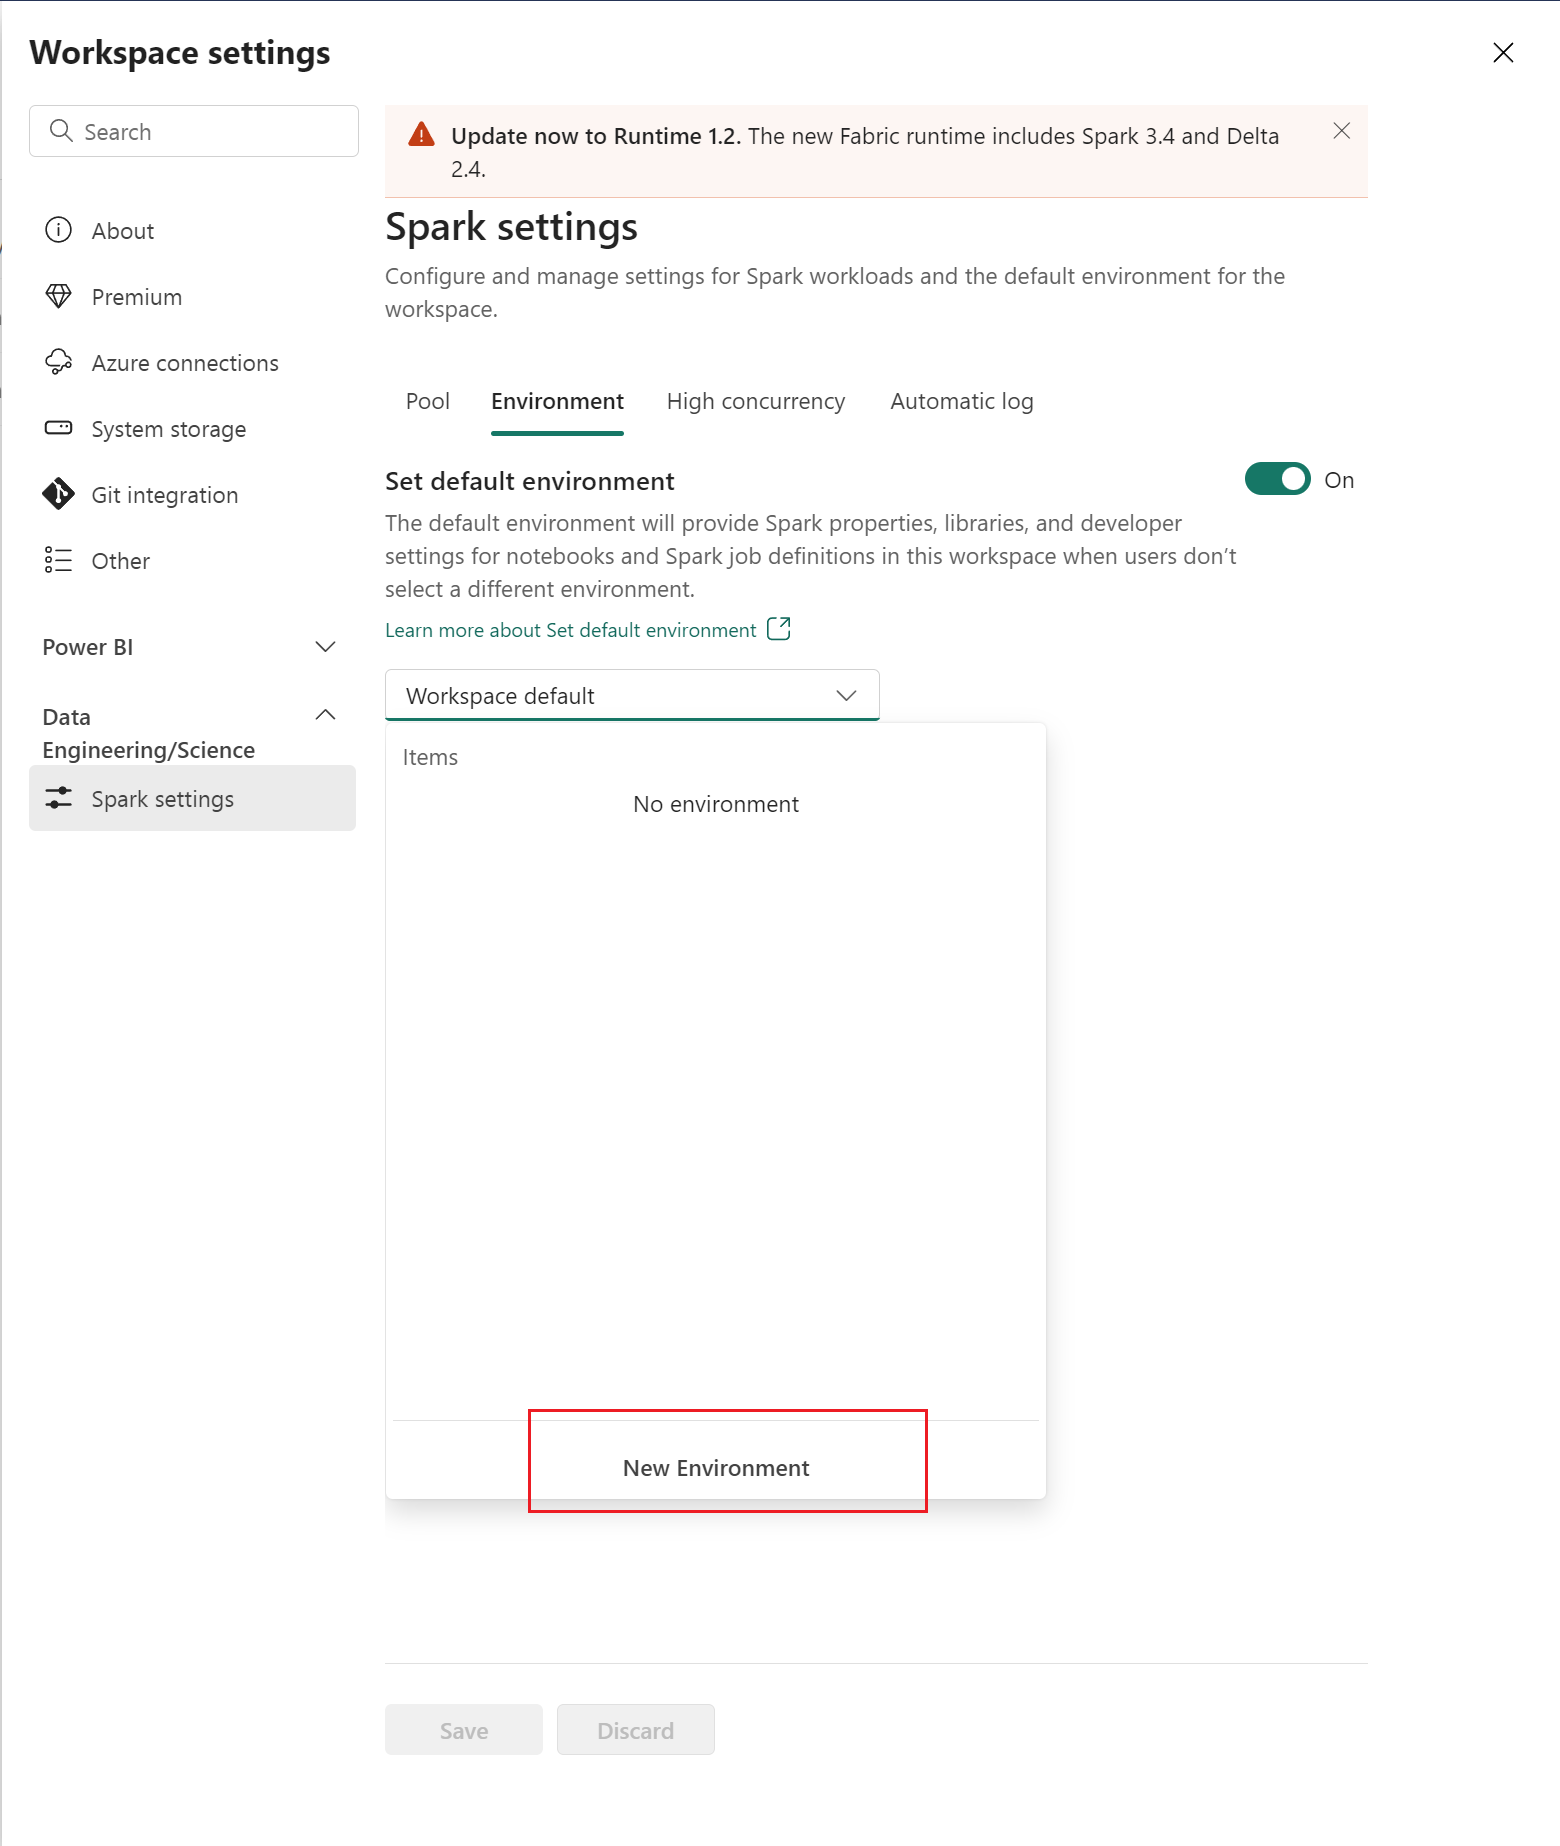 Workspace settings
Search
About
Premium
Azure connections
System storage
Git integration
Other
Power BI
Data
Engineering/Science
Spark settings
Update now to Runtime 1.2. The new Fabric runtime includes Spark 3.4 and Delta
2.4.
Spark settings
Configure and manage settings for Spark workloads and the default environment for the
workspace.
Pool Environment High concurrency Automatic log
Set default environment
On
The default environment will provide Spark properties, libraries, and developer
settings for notebooks and Spark job definitions in this workspace when users don’t
select a different environment.
Learn more about Set default environment
Workspace default
Items
No environment
New Environment
Save Discard